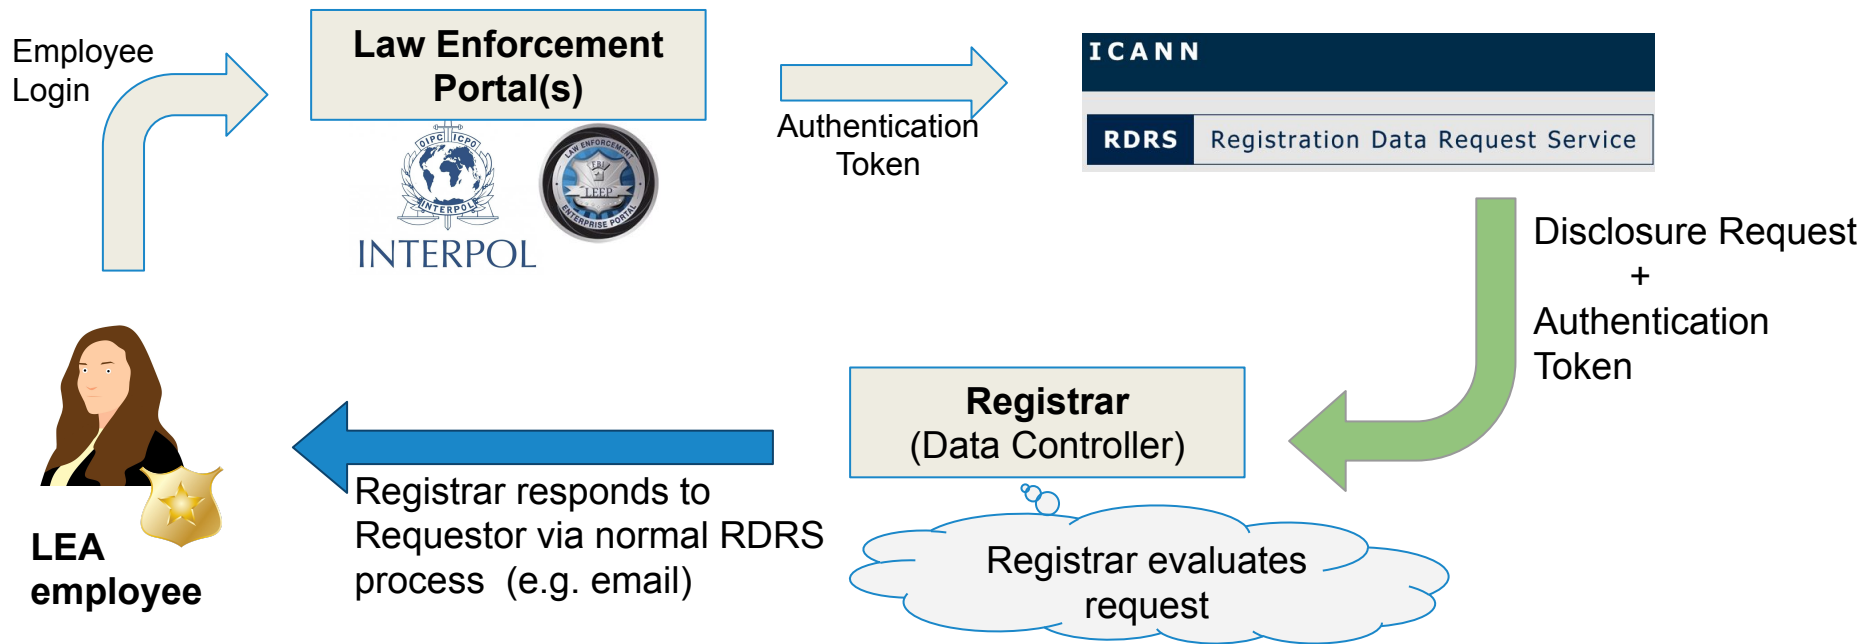 Employee
Login
Law Enforcement
Portal(s)
OIPC ICPO
INTERPOL
INTERPOL
LAW ENFORCEMENT
FBI
LEEP
ENTERPRISE PORTAL
Authentication
Token
ICANN
RDRS Registration Data Request Service
Disclosure Request
+
Authentication
Token
Registrar
(Data Controller)
Registrar evaluates
request
Registrar responds to
Requestor via normal RDRS
process (e.g. email)
LEA
employee